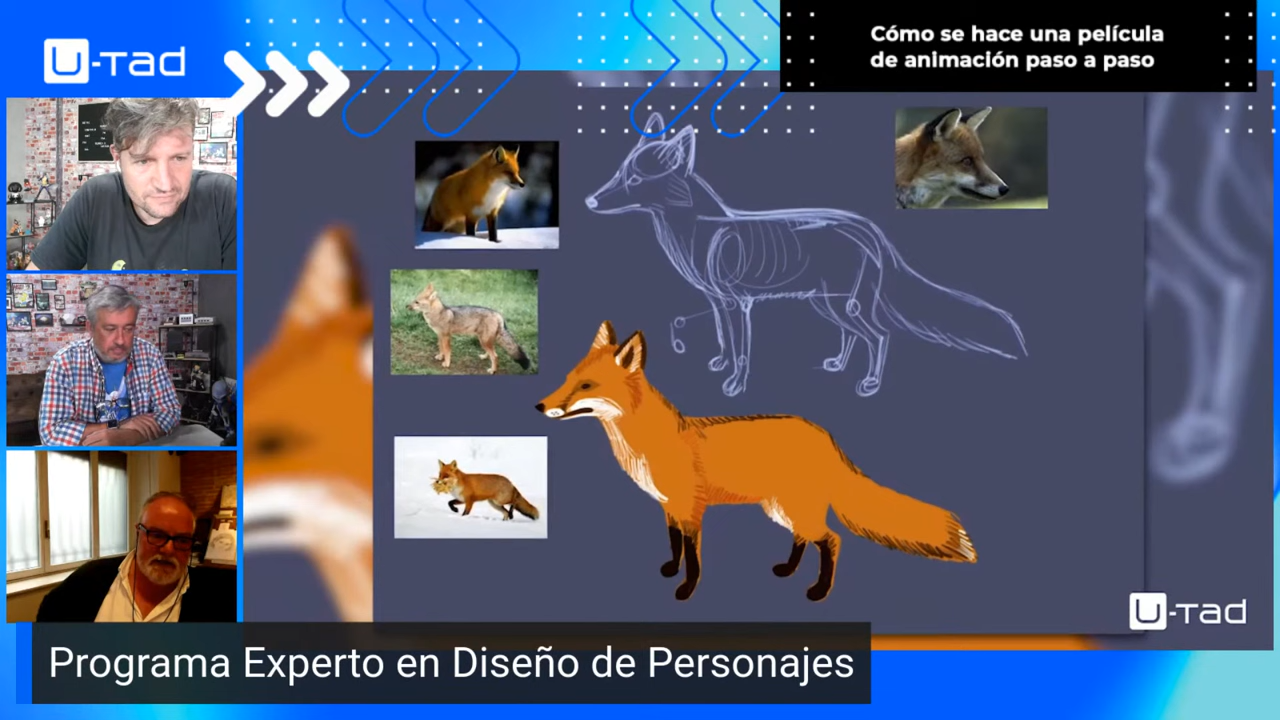 U-Tad
Cómo se hace una película
de animación paso a paso
U-Tad
Programa Experto en Diseño de Personajes